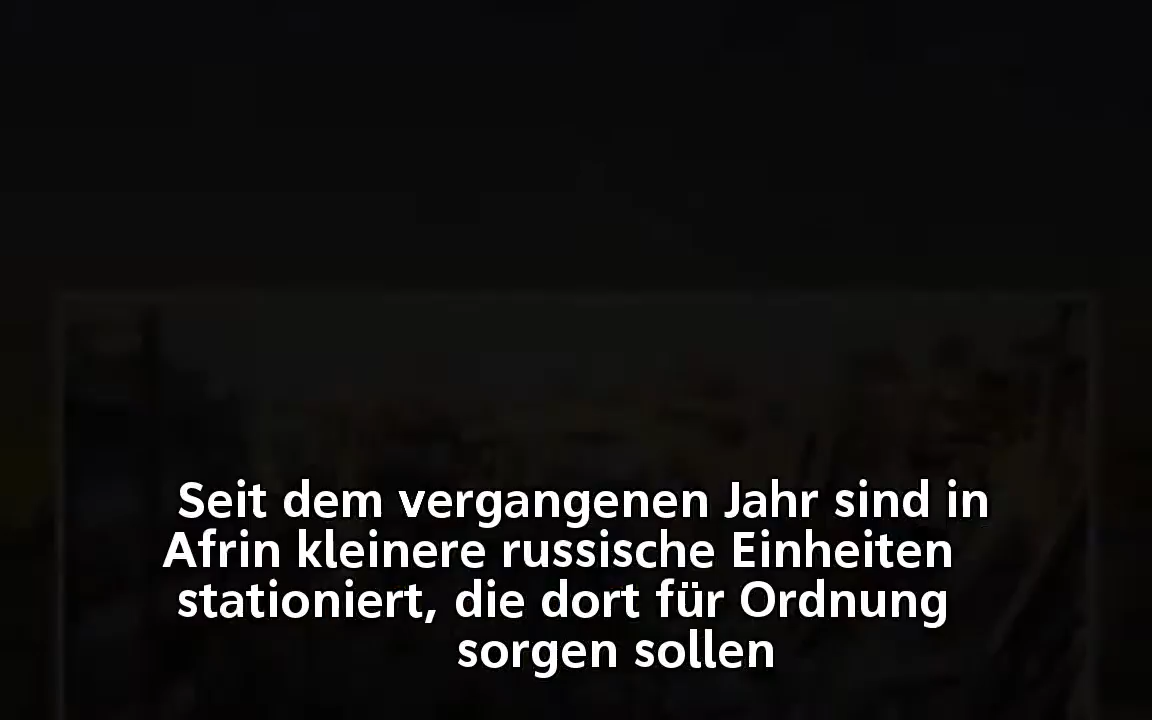 Seit dem vergangenen Jahr sind in
Afrin kleinere russische Einheiten
stationiert, die dort für Ordnung
sorgen sollen